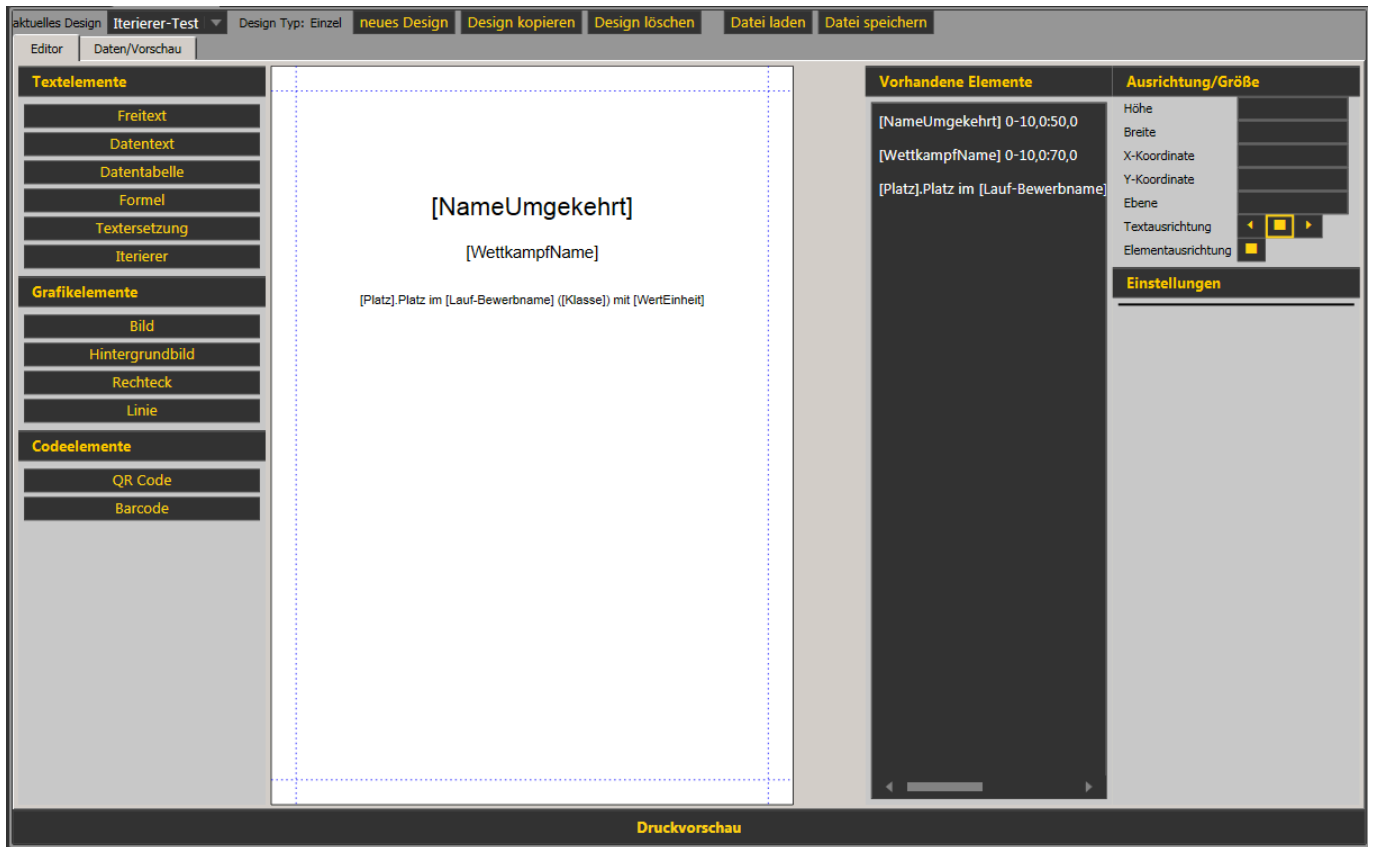 aktuelles Design Iterierer-Test Design Typ: Einzel neues Design Design kopieren Design löschen Datei laden Datei speichern
Editor Daten/Vorschau
Textelemente
Freitext
Datentext
Datentabelle
Formel
Textersetzung
Iterierer
Grafikelemente
Bild
Hintergrundbild
Rechteck
Linie
Codeelemente
QR Code
Barcode
[NameUmgekehrt]
[WettkampfName]
[Platz].Platz im [Lauf-Bewerbname] ([Klasse]) mit [WertEinheit]
Vorhandene Elemente
[NameUmgekehrt] 0-10,0:50,0
[WettkampfName] 0-10,0:70,0
[Platz].Platz im [Lauf-Bewerbname]
Ausrichtung/Größe
Höhe
Breite
X-Koordinate
Y-Koordinate
Ebene
Textausrichtung
Elementausrichtung
Einstellungen
Druckvorschau